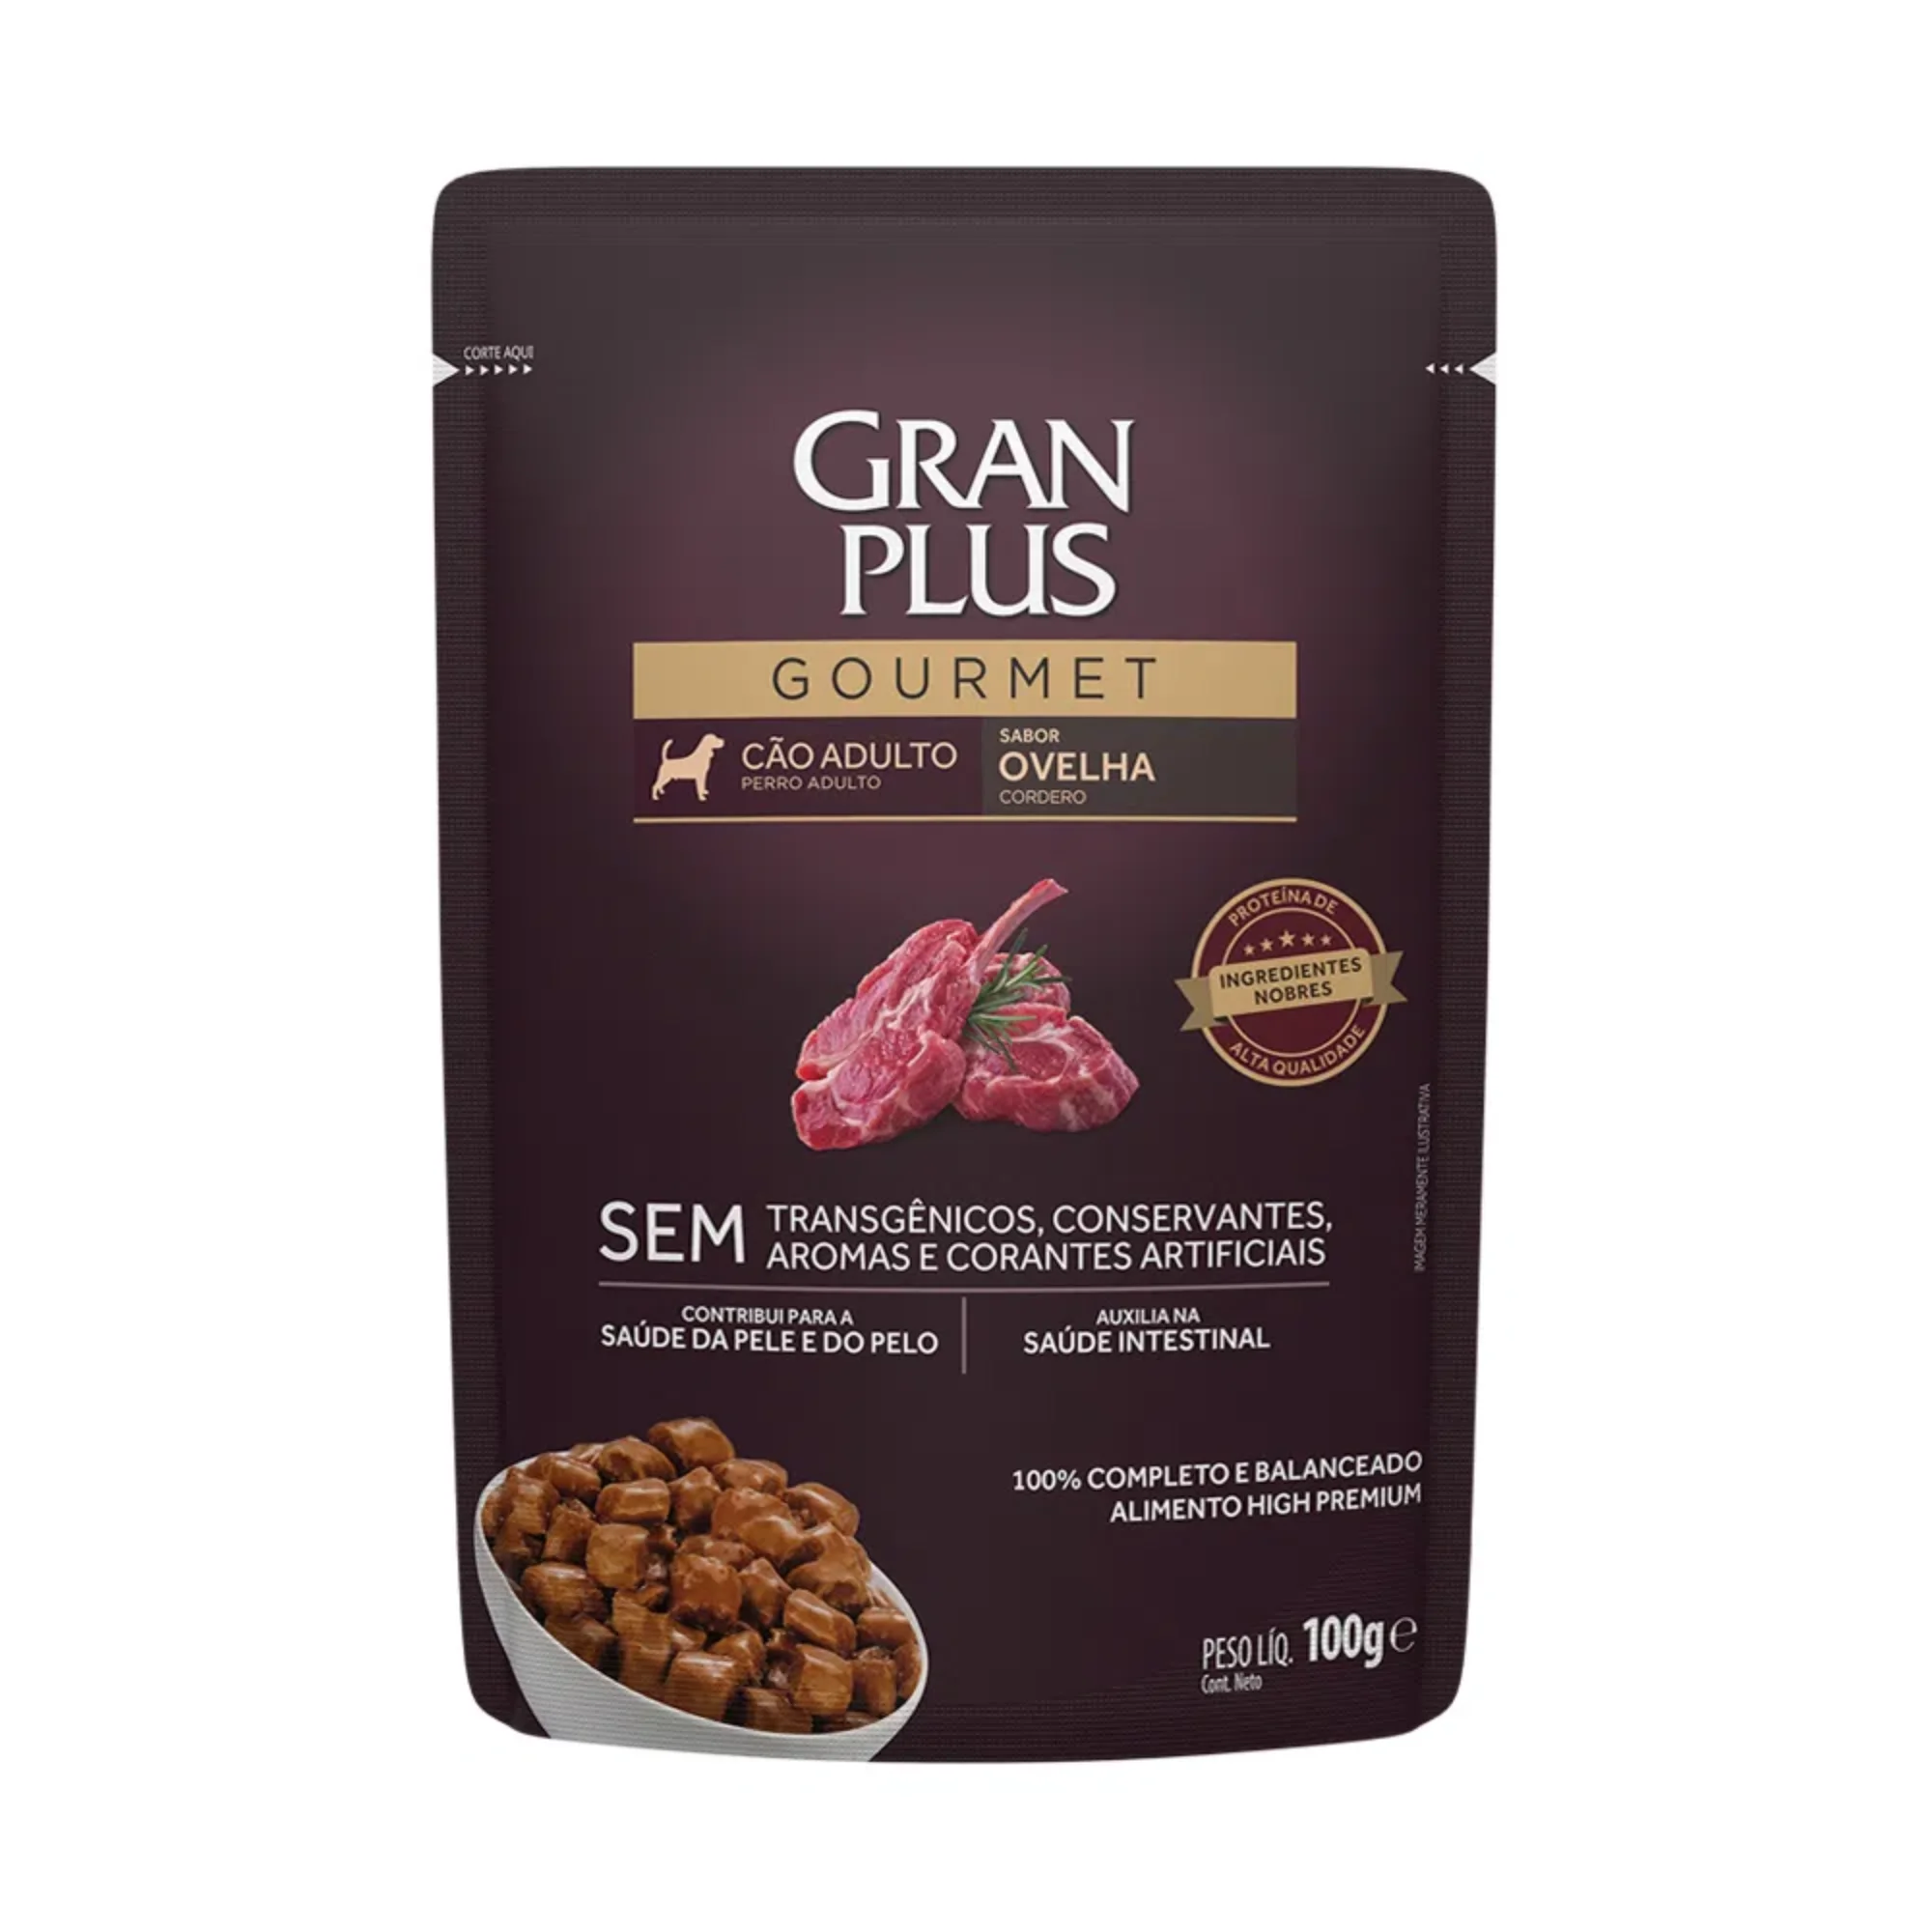 CORTE AQUI
GRAN
PLUS
GOURMET
CÃO ADULTO
PERRO ADULTO
SABOR
OVELHA
CORDERO
PROTEÍNA DE
INGREDIENTES
NOBRES
ALTA QUALIDADE
IMAGEM MERAMENTE ILUSTRATIVA
SEM TRANSGÊNICOS, CONSERVANTES,
AROMAS E CORANTES ARTIFICIAIS
CONTRIBUI PARA A
SAÚDE DA PELE E DO PELO
AUXILIA NA
SAÚDE INTESTINAL
100% COMPLETO E BALANCEADO
ALIMENTO HIGH PREMIUM
PESO LÍQ. 100g ℮
Cont. Neto